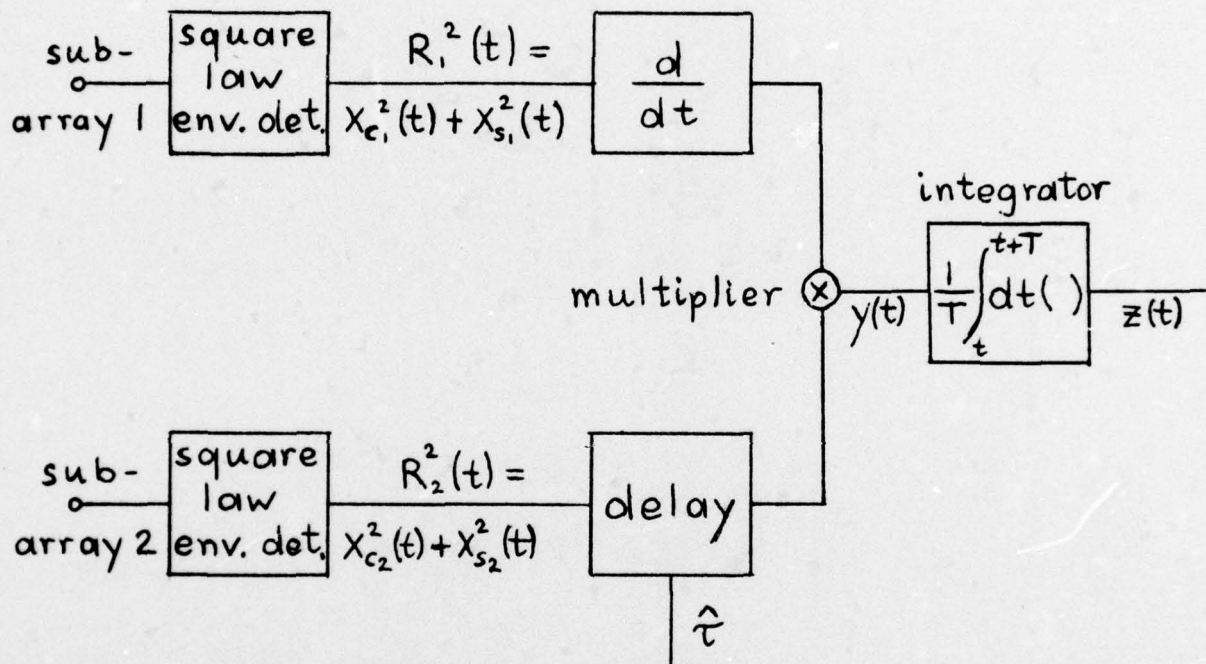 sub-
array 1
square
law
env. det.
R₁²(t) =
X_c₁²(t) + X_s₁²(t)
d
dt
integrator
1/T ∫ₜᵗ⁺ᵀ dt( )
multiplier ⊗
y(t)
z(t)
sub-
array 2
square
law
env. det.
R₂²(t) =
X_c₂²(t) + X_s₂²(t)
delay
τ̂